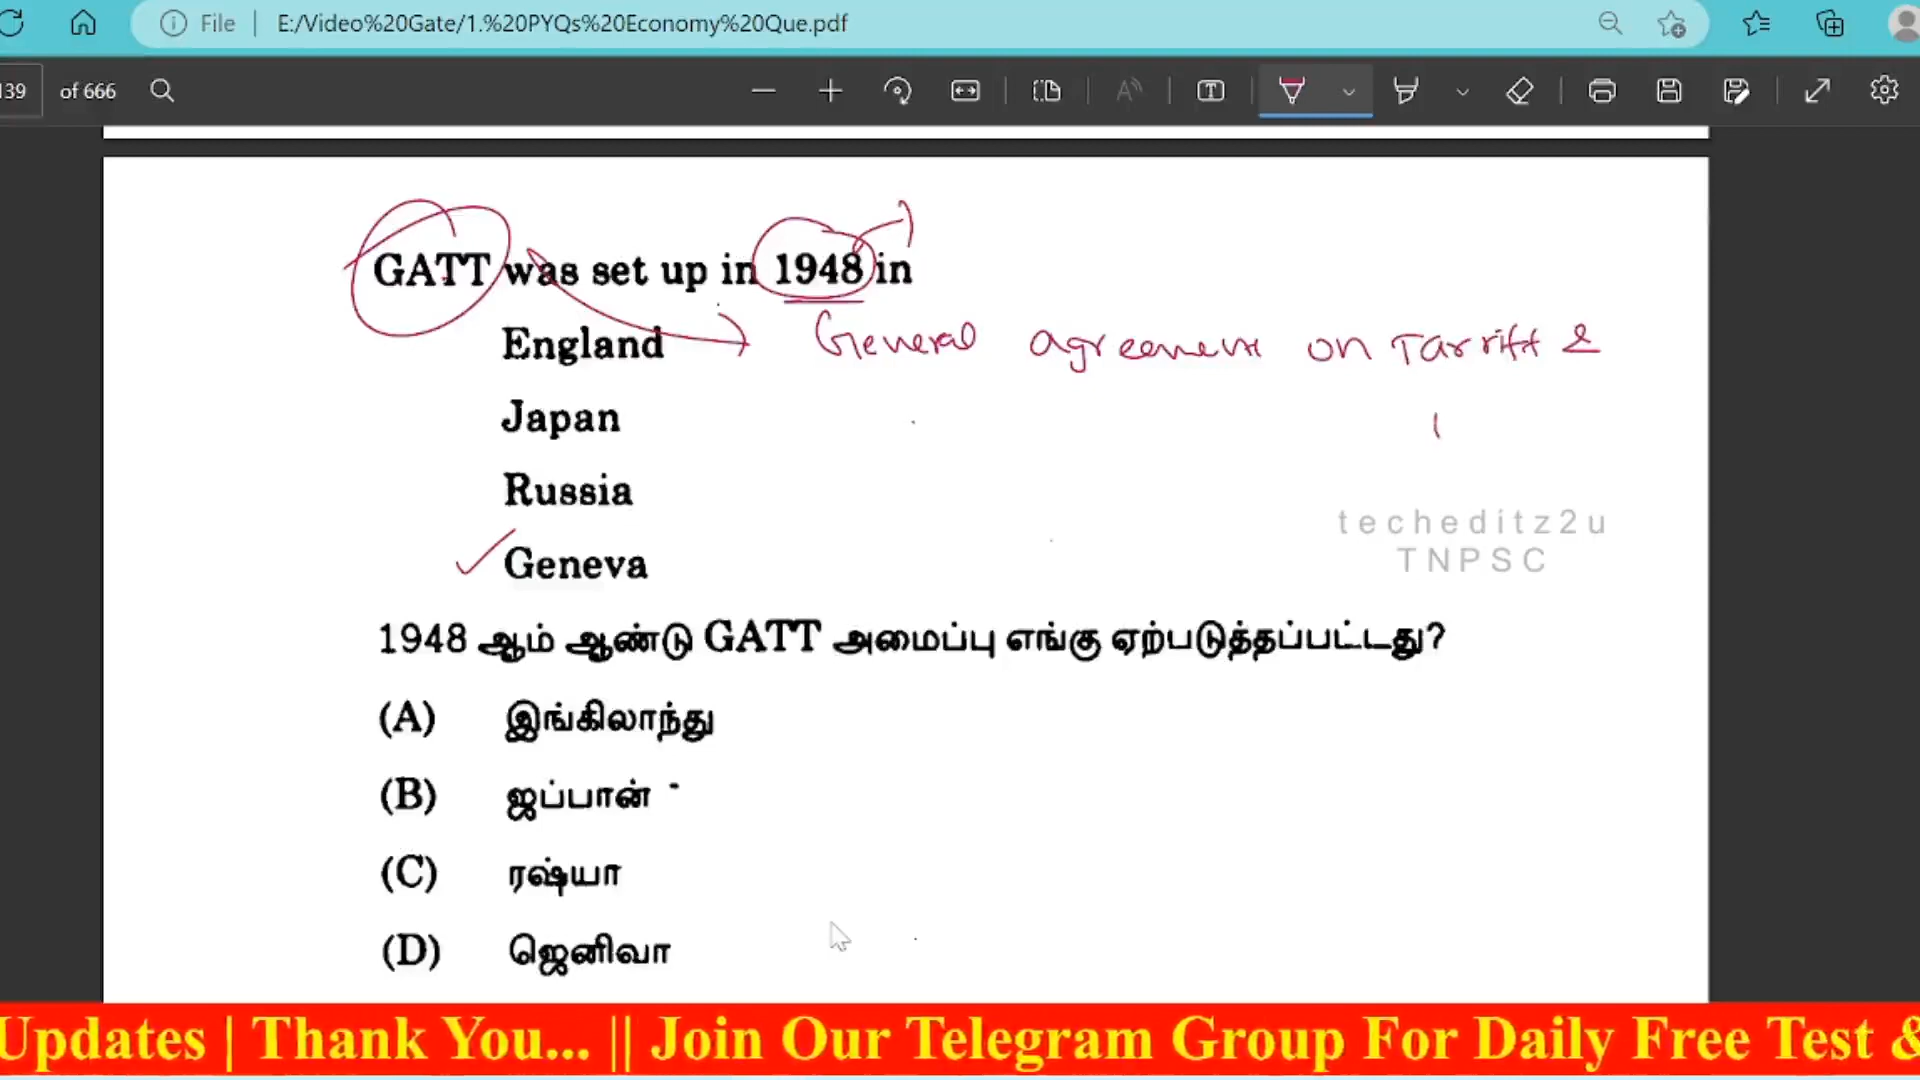 File
E:/Video%20Gate/1.%20PYQs%20Economy%20Que.pdf
139 of 666
GATT was set up in 1948 in
England
General agreement on Tariff &
Japan
Russia
techeditz2u
TNPSC
Geneva
1948 ஆம் ஆண்டு GATT அமைப்பு எங்கு ஏற்படுத்தப்பட்டது?
(A) இங்கிலாந்து
(B) ஜப்பான்
(C) ரஷ்யா
(D) ஜெனிவா
Updates | Thank You... || Join Our Telegram Group For Daily Free Test &